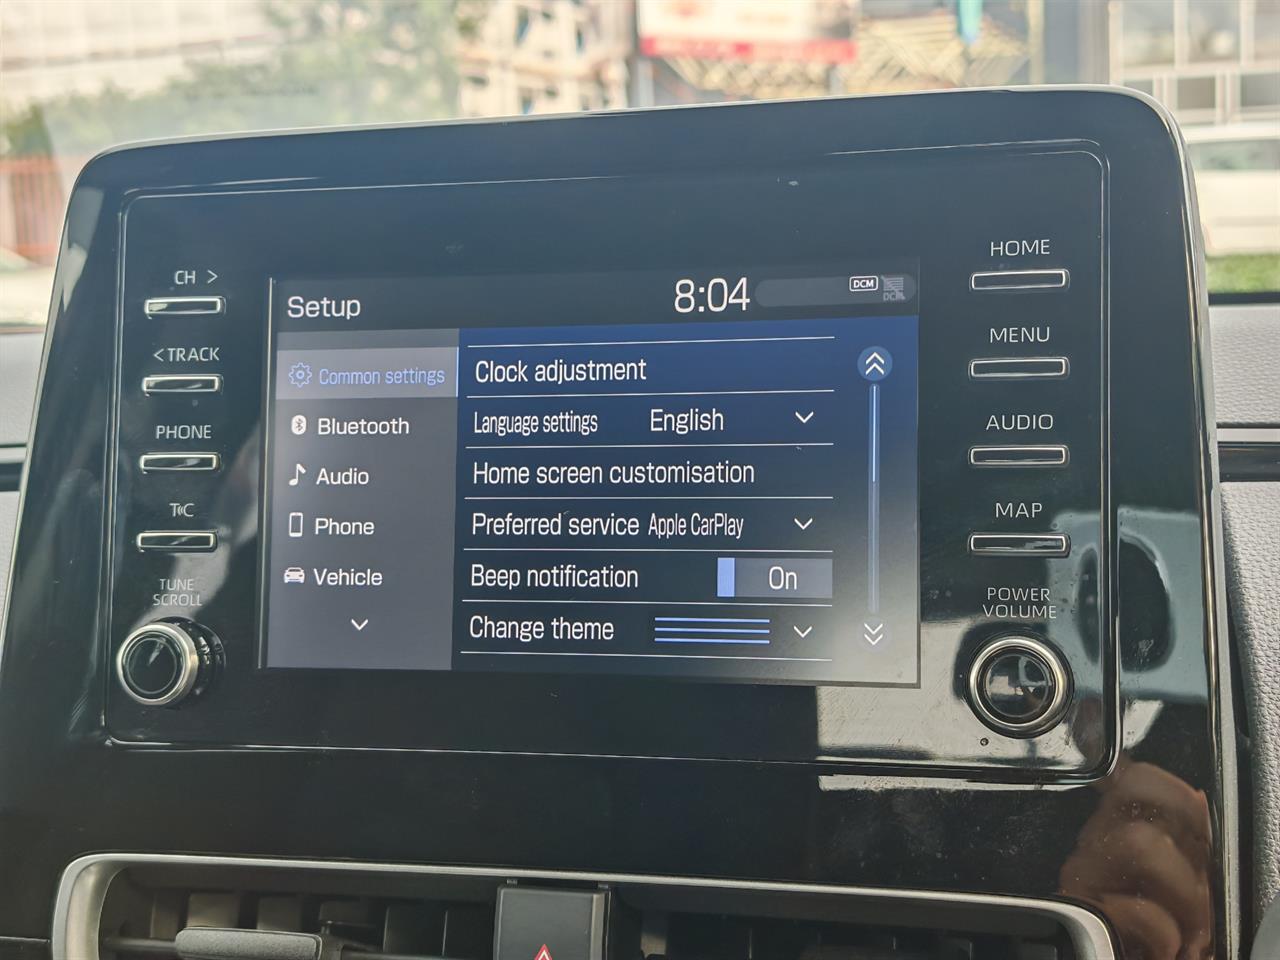 CH >
< TRACK
PHONE
TC
TUNE
SCROLL
Setup
8:04
DCM
DCM
Common settings
Bluetooth
Audio
Phone
Vehicle
Clock adjustment
Language settings English
Home screen customisation
Preferred service Apple CarPlay
Beep notification On
Change theme
HOME
MENU
AUDIO
MAP
POWER
VOLUME